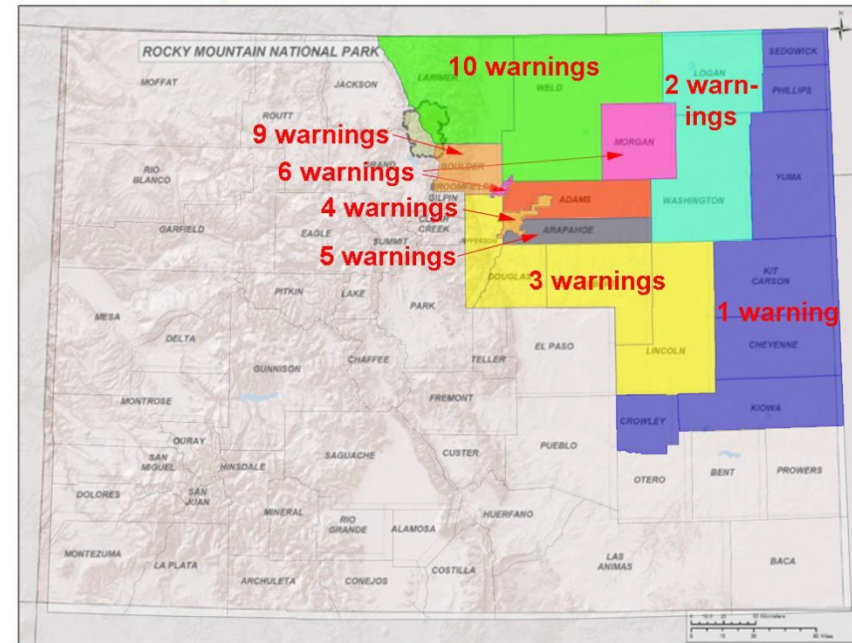 N
ROCKY MOUNTAIN NATIONAL PARK
SEDGWICK
LOGAN
LARIMER
10 warnings
MOFFAT
JACKSON
WELD
2 warn-
ings
PHILLIPS
ROUTT
9 warnings
MORGAN
GRAND
BOULDER
6 warnings
RIO
BLANCO
YUMA
BROOMFIELD
GILPIN
ADAMS
WASHINGTON
4 warnings
CLEAR
CREEK
GARFIELD
EAGLE
SUMMIT
ARAPAHOE
JEFFERSON
5 warnings
DOUGLAS
3 warnings
KIT
CARSON
PITKIN
LAKE
PARK
1 warning
MESA
DELTA
EL PASO
CHEYENNE
LINCOLN
CHAFFEE
TELLER
GUNNISON
MONTROSE
FREMONT
KIOWA
CROWLEY
OURAY
SAN
MIGUEL
HINSDALE
SAGUACHE
CUSTER
PUEBLO
OTERO
BENT
PROWERS
DOLORES
SAN
JUAN
MINERAL
RIO
GRANDE
ALAMOSA
HUERFANO
MONTEZUMA
LA PLATA
ARCHULETA
CONEJOS
COSTILLA
LAS
ANIMAS
BACA